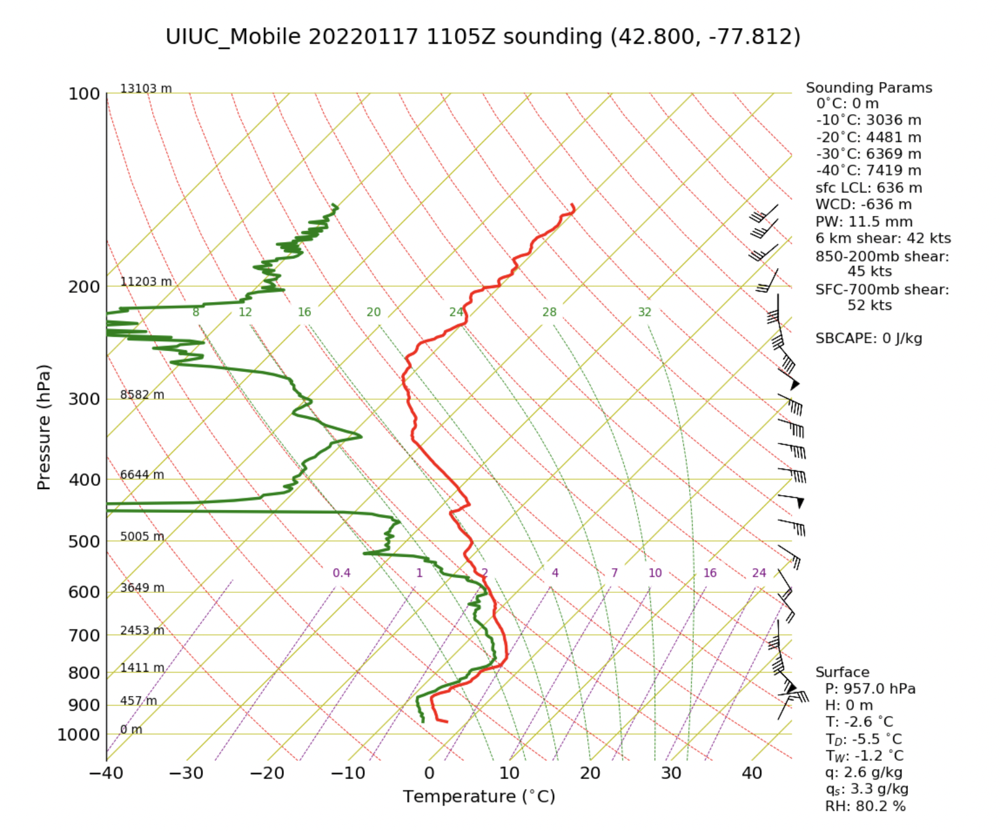 UIUC_Mobile 20220117 1105Z sounding (42.800, -77.812)
Sounding Params
0°C: 0 m
-10°C: 3036 m
-20°C: 4481 m
-30°C: 6369 m
-40°C: 7419 m
sfc LCL: 636 m
WCD: -636 m
PW: 11.5 mm
6 km shear: 42 kts
850-200mb shear:
45 kts
SFC-700mb shear:
52 kts
SBCAPE: 0 J/kg
Pressure (hPa)
100 13103 m
200 11203 m
8 12 16 20 24 28 32
300 8582 m
400 6644 m
500 5005 m
0.4 1 2 4 7 10 16 24
600 3649 m
700 2453 m
800 1411 m
900 457 m
1000 0 m
−40 −30 −20 −10 0 10 20 30 40
Temperature (°C)
Surface
P: 957.0 hPa
H: 0 m
T: -2.6 °C
T_D: -5.5 °C
T_W: -1.2 °C
q: 2.6 g/kg
q_s: 3.3 g/kg
RH: 80.2 %